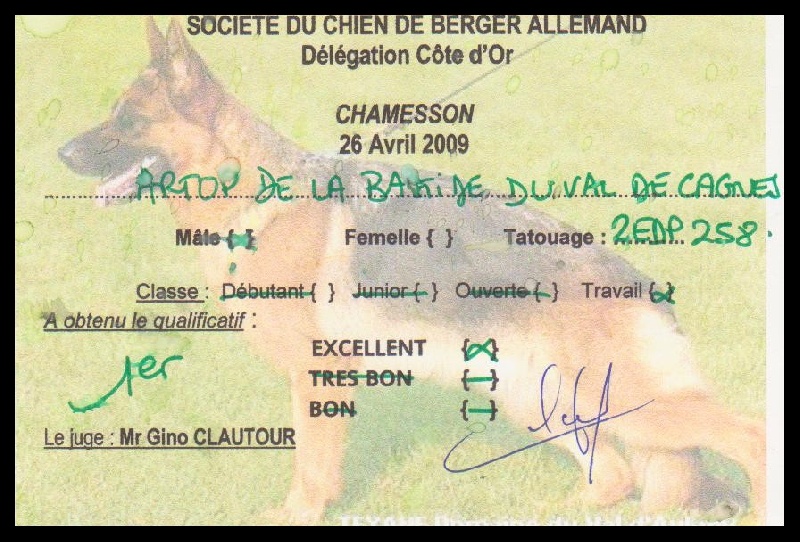 SOCIETE DU CHIEN DE BERGER ALLEMAND
Délégation Côte d'Or
CHAMESSON
26 Avril 2009
ARTOP DE LA BASTIDE DU VAL DE CAGNES
Mâle { x } Femelle { } Tatouage : 2EDP 258.
Classe : Débutant { } Junior { } Ouverte { } Travail { x }
A obtenu le qualificatif :
EXCELLENT { x }
1er
TRES BON { }
BON { }
Le juge : Mr Gino CLAUTOUR